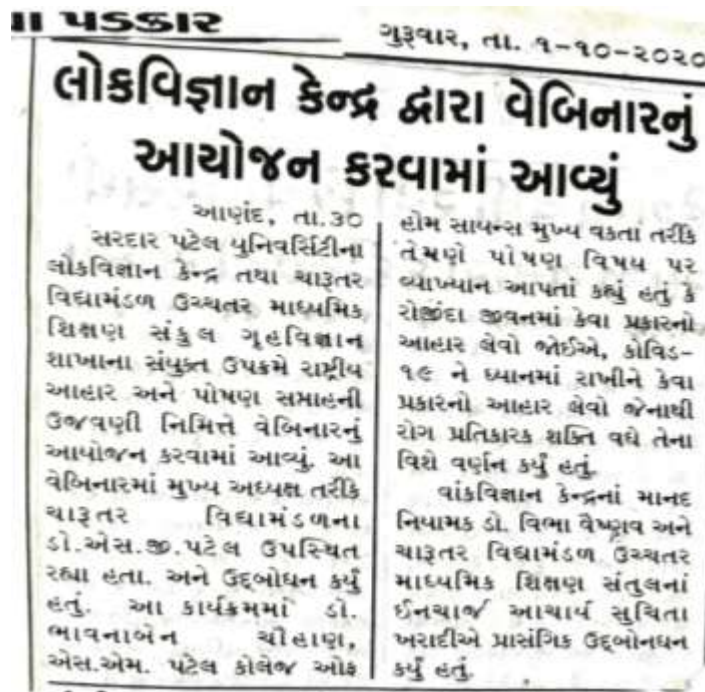 પડકાર
ગુરૂવાર, તા. ૧-૧૦-૨૦૨૦
લોકવિજ્ઞાન કેન્દ્ર દ્વારા વેબિનારનું
આયોજન કરવામાં આવ્યું
આણંદ, તા.૩૦
સરદાર પટેલ યુનિવર્સિટીના
લોકવિજ્ઞાન કેન્દ્ર તથા ચારૂતર
વિદ્યામંડળ ઉચ્ચતર માધ્યમિક
શિક્ષણ સંકુલ ગૃહવિજ્ઞાન
શાખાના સંયુક્ત ઉપક્રમે રાષ્ટ્રીય
આહાર અને પોષણ સપ્તાહની
ઉજવણી નિમિત્તે વેબિનારનું
આયોજન કરવામાં આવ્યું. આ
વેબિનારમાં મુખ્ય અધ્યક્ષ તરીકે
ચારૂતર વિદ્યામંડળના
ડો.એસ.જી.પટેલ ઉપસ્થિત
રહ્યા હતા. અને ઉદ્બોધન કર્યું
હતું. આ કાર્યક્રમમાં ડો.
ભાવનાબેન ચૌહાણ,
એસ.એમ. પટેલ કોલેજ ઓફ
હોમ સાયન્સ મુખ્ય વકતાં તરીકે
તેમણે પોષણ વિષય પર
વ્યાખ્યાન આપતાં કહ્યું હતું કે
રોજીંદા જીવનમાં કેવા પ્રકારનો
આહાર લેવો જોઈએ, કોવિડ-
૧૯ ને ધ્યાનમાં રાખીને કેવા
પ્રકારનો આહાર લેવો જેનાથી
રોગ પ્રતિકારક શક્તિ વધે તેના
વિશે વર્ણન કર્યું હતું.
વાંકવિજ્ઞાન કેન્દ્રનાં માનદ
નિયામક ડો. વિભા વૈષ્ણવ અને
ચારૂતર વિદ્યામંડળ ઉચ્ચતર
માધ્યમિક શિક્ષણ સંતુલનાં
ઈનચાર્જ આચાર્ય સુચિતા
ખરાદીએ પ્રાસંગિક ઉદ્બોનધન
કર્યું હતું.